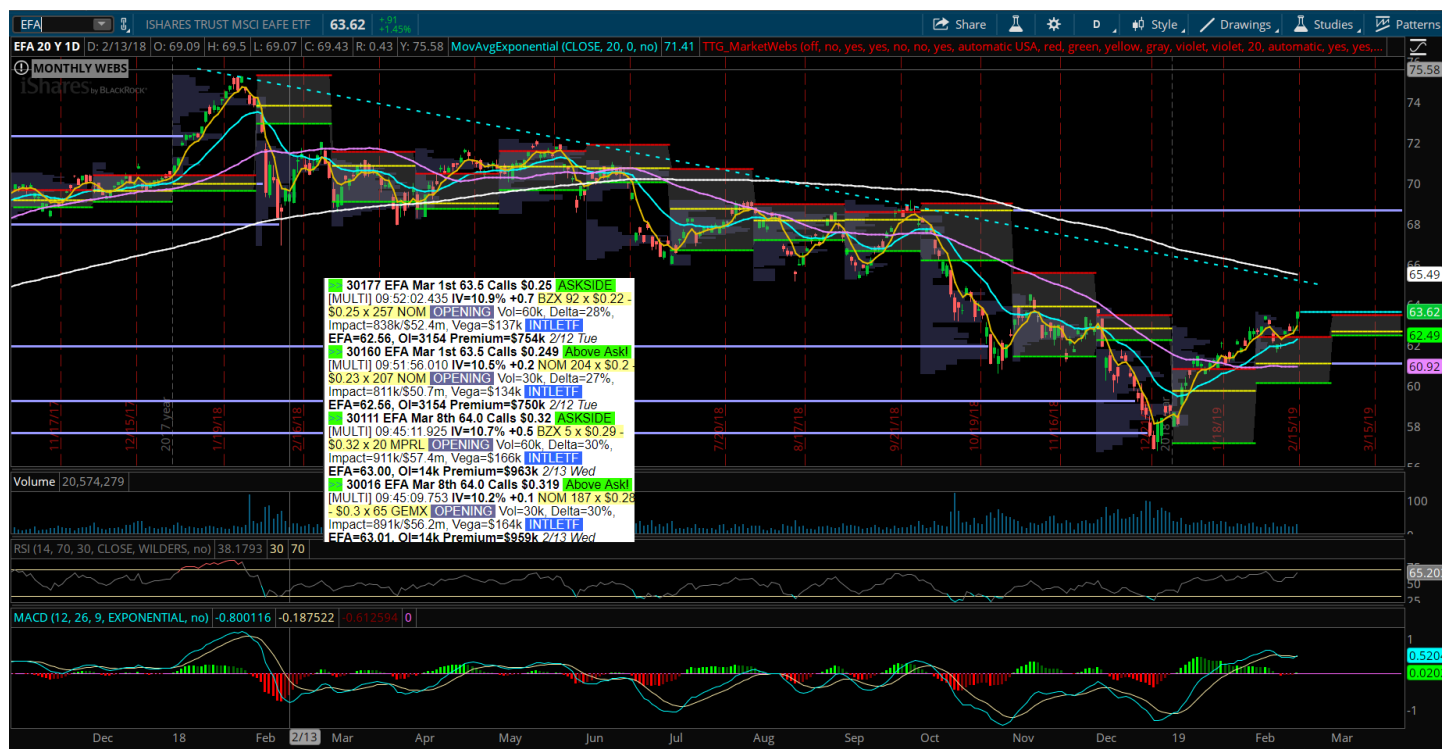 EFA ISHARES TRUST MSCI EAFE ETF 63.62 +.91 +1.45% Share D Style Drawings Studies Patterns
EFA 20 Y 1D D: 2/13/18 O: 69.09 H: 69.5 L: 69.07 C: 69.43 R: 0.43 Y: 75.58 MovAvgExponential (CLOSE, 20, 0, no) 71.41 TTG_MarketWebs (off, no, yes, yes, no, no, yes, automatic USA, red, green, yellow, gray, violet, violet, 20, automatic, yes, yes,...
MONTHLY WEBS
iShares by BLACKROCK
75.58
74
72
70
68
66
65.49
64
63.62
62.49
62
60.92
60
58
56
>> 30177 EFA Mar 1st 63.5 Calls $0.25 ASKSIDE
[MULTI] 09:52:02.435 IV=10.9% +0.7 BZX 92 x $0.22 -
$0.25 x 257 NOM OPENING Vol=60k, Delta=28%,
Impact=838k/$52.4m, Vega=$137k INTLETF
EFA=62.56, OI=3154 Premium=$754k 2/12 Tue
>> 30160 EFA Mar 1st 63.5 Calls $0.249 Above Ask!
[MULTI] 09:51:56.010 IV=10.5% +0.2 NOM 204 x $0.2 -
$0.23 x 207 NOM OPENING Vol=30k, Delta=27%,
Impact=811k/$50.7m, Vega=$134k INTLETF
EFA=62.56, OI=3154 Premium=$750k 2/12 Tue
>> 30111 EFA Mar 8th 64.0 Calls $0.32 ASKSIDE
[MULTI] 09:45:11.925 IV=10.7% +0.5 BZX 5 x $0.29 -
$0.32 x 20 MPRL OPENING Vol=60k, Delta=30%,
Impact=911k/$57.4m, Vega=$166k INTLETF
EFA=63.00, OI=14k Premium=$963k 2/13 Wed
>> 30016 EFA Mar 8th 64.0 Calls $0.319 Above Ask!
[MULTI] 09:45:09.753 IV=10.2% +0.1 NOM 187 x $0.28
- $0.3 x 65 GEMX OPENING Vol=30k, Delta=30%,
Impact=891k/$56.2m, Vega=$164k INTLETF
EFA=63.01, OI=14k Premium=$959k 2/13 Wed
11/17/17 12/15/17 2017 year 1/19/18 2/16/18 7/20/18 8/17/18 9/21/18 10/19/18 11/16/18 1/18/19 2/15/19 3/15/19
Volume 20,574,279
100
RSI (14, 70, 30, CLOSE, WILDERS, no) 38.1793 30 70
65.20
50
25
MACD (12, 26, 9, EXPONENTIAL, no) -0.800116 -0.187522 -0.612594 0
1
0.5204
0.0202
-1
Dec 18 Feb 2/13 Mar Apr May Jun Jul Aug Sep Oct Nov Dec 19 Feb Mar